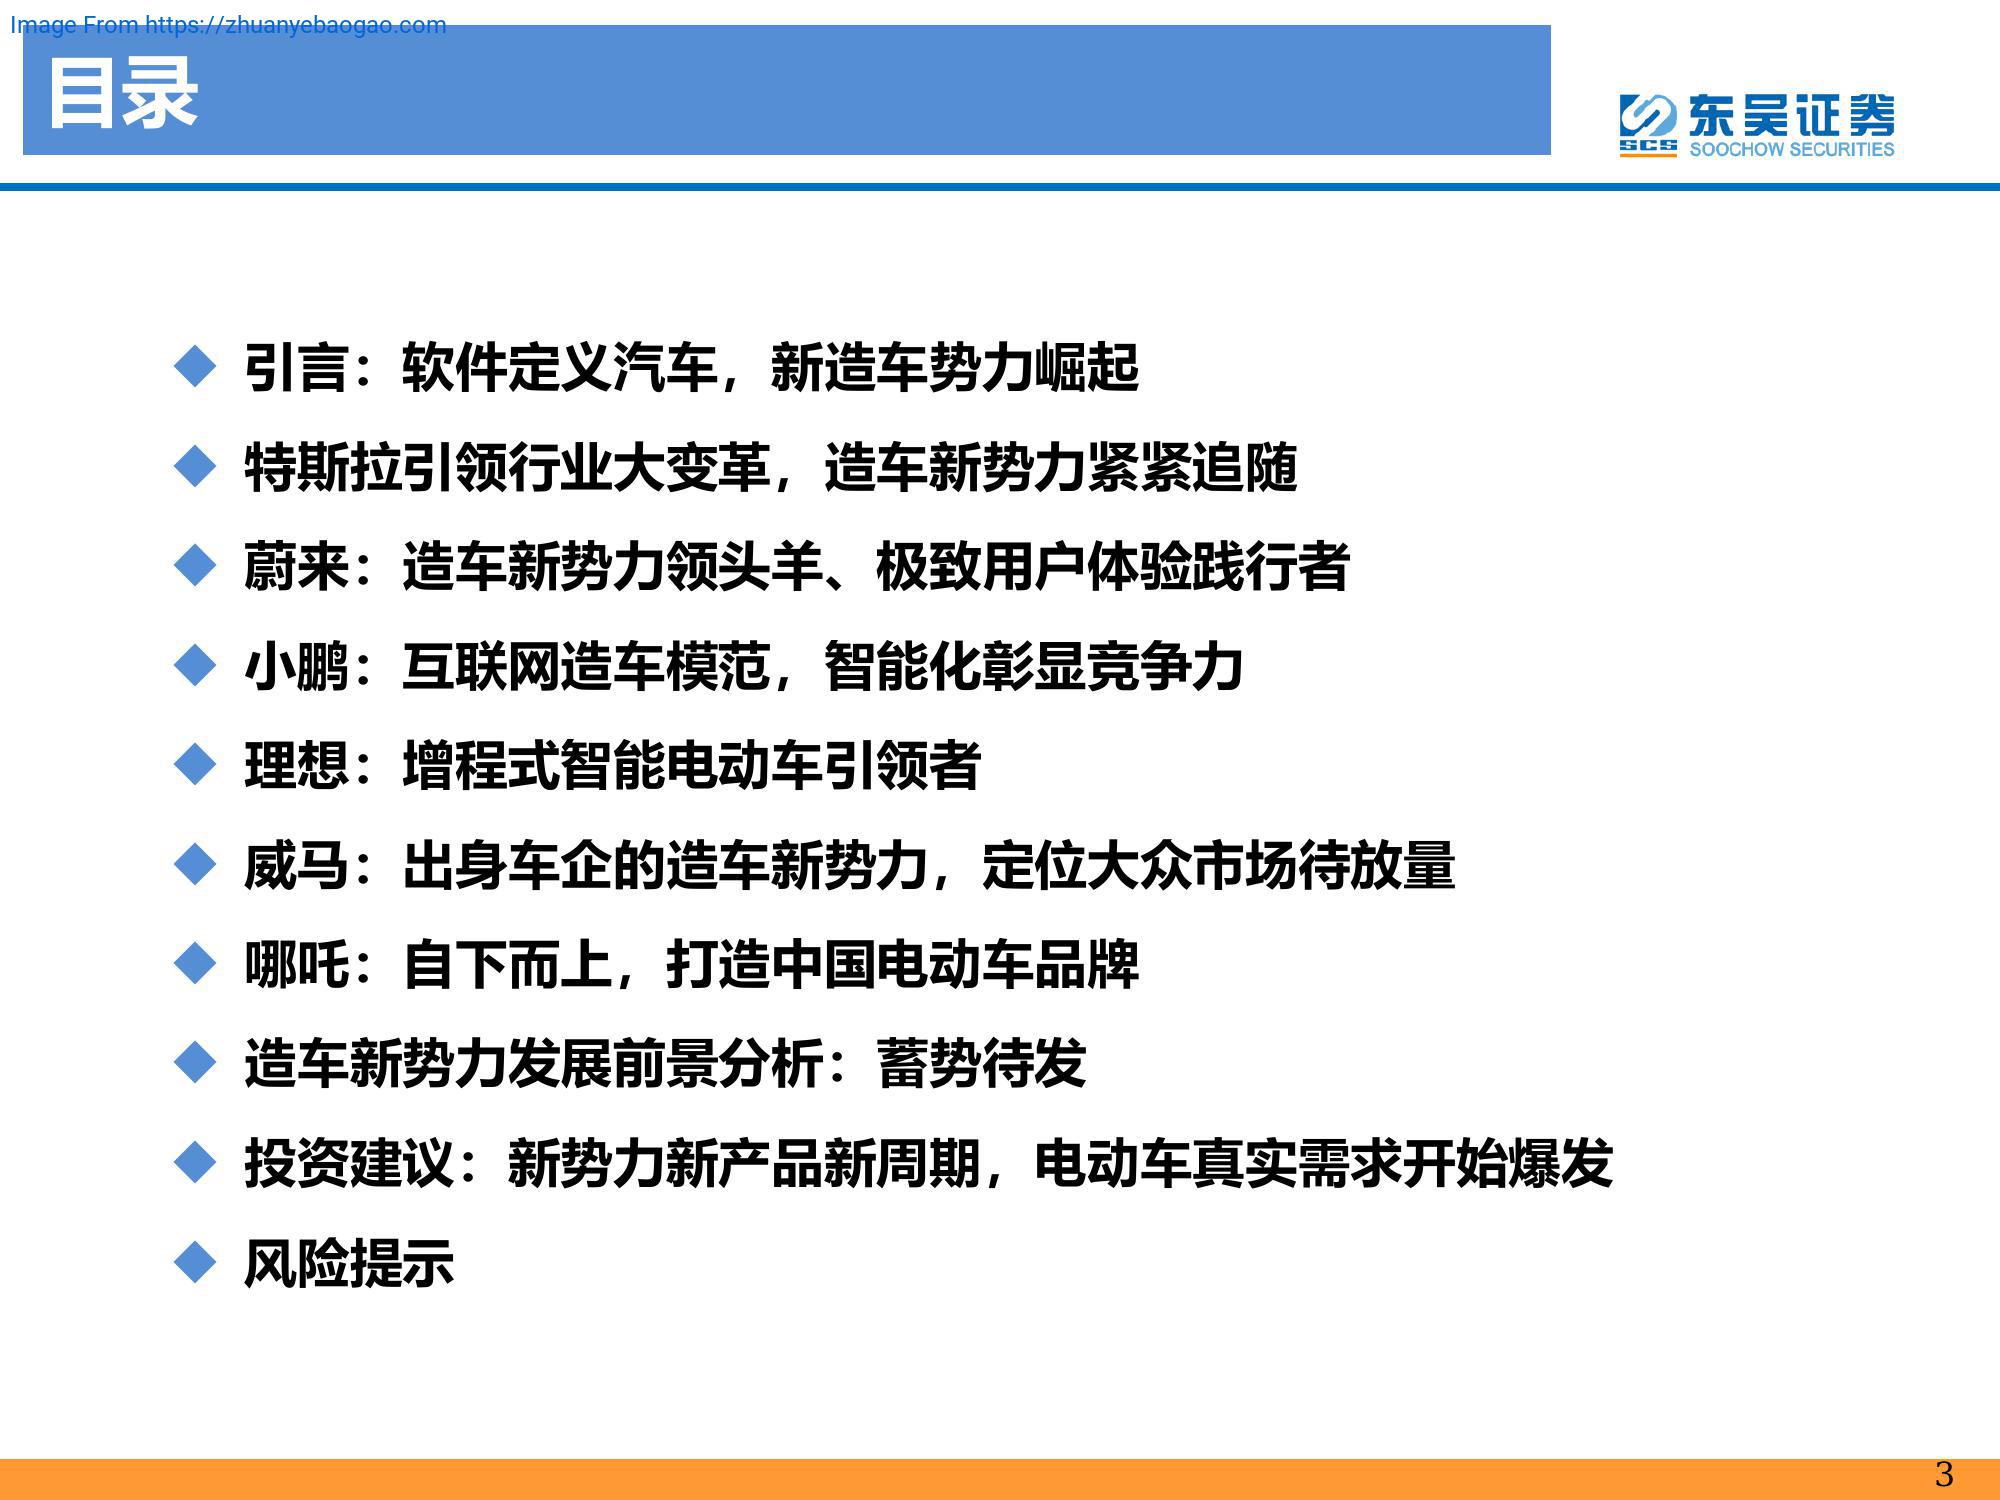 Image From https://zhuanyebaogao.com
目录
东吴证券
SCS
SOOCHOW SECURITIES
引言：软件定义汽车，新造车势力崛起
特斯拉引领行业大变革，造车新势力紧紧追随
蔚来：造车新势力领头羊、极致用户体验践行者
小鹏：互联网造车模范，智能化彰显竞争力
理想：增程式智能电动车引领者
威马：出身车企的造车新势力，定位大众市场待放量
哪吒：自下而上，打造中国电动车品牌
造车新势力发展前景分析：蓄势待发
投资建议：新势力新产品新周期，电动车真实需求开始爆发
风险提示
3